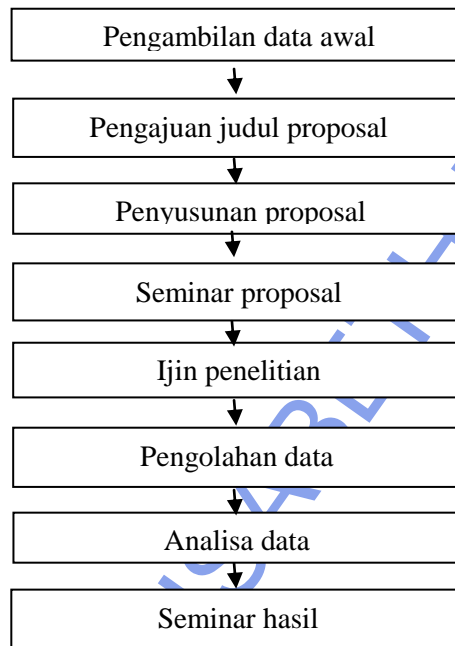 Pengambilan data awal
Pengajuan judul proposal
Penyusunan proposal
Seminar proposal
Ijin penelitian
Pengolahan data
Analisa data
Seminar hasil